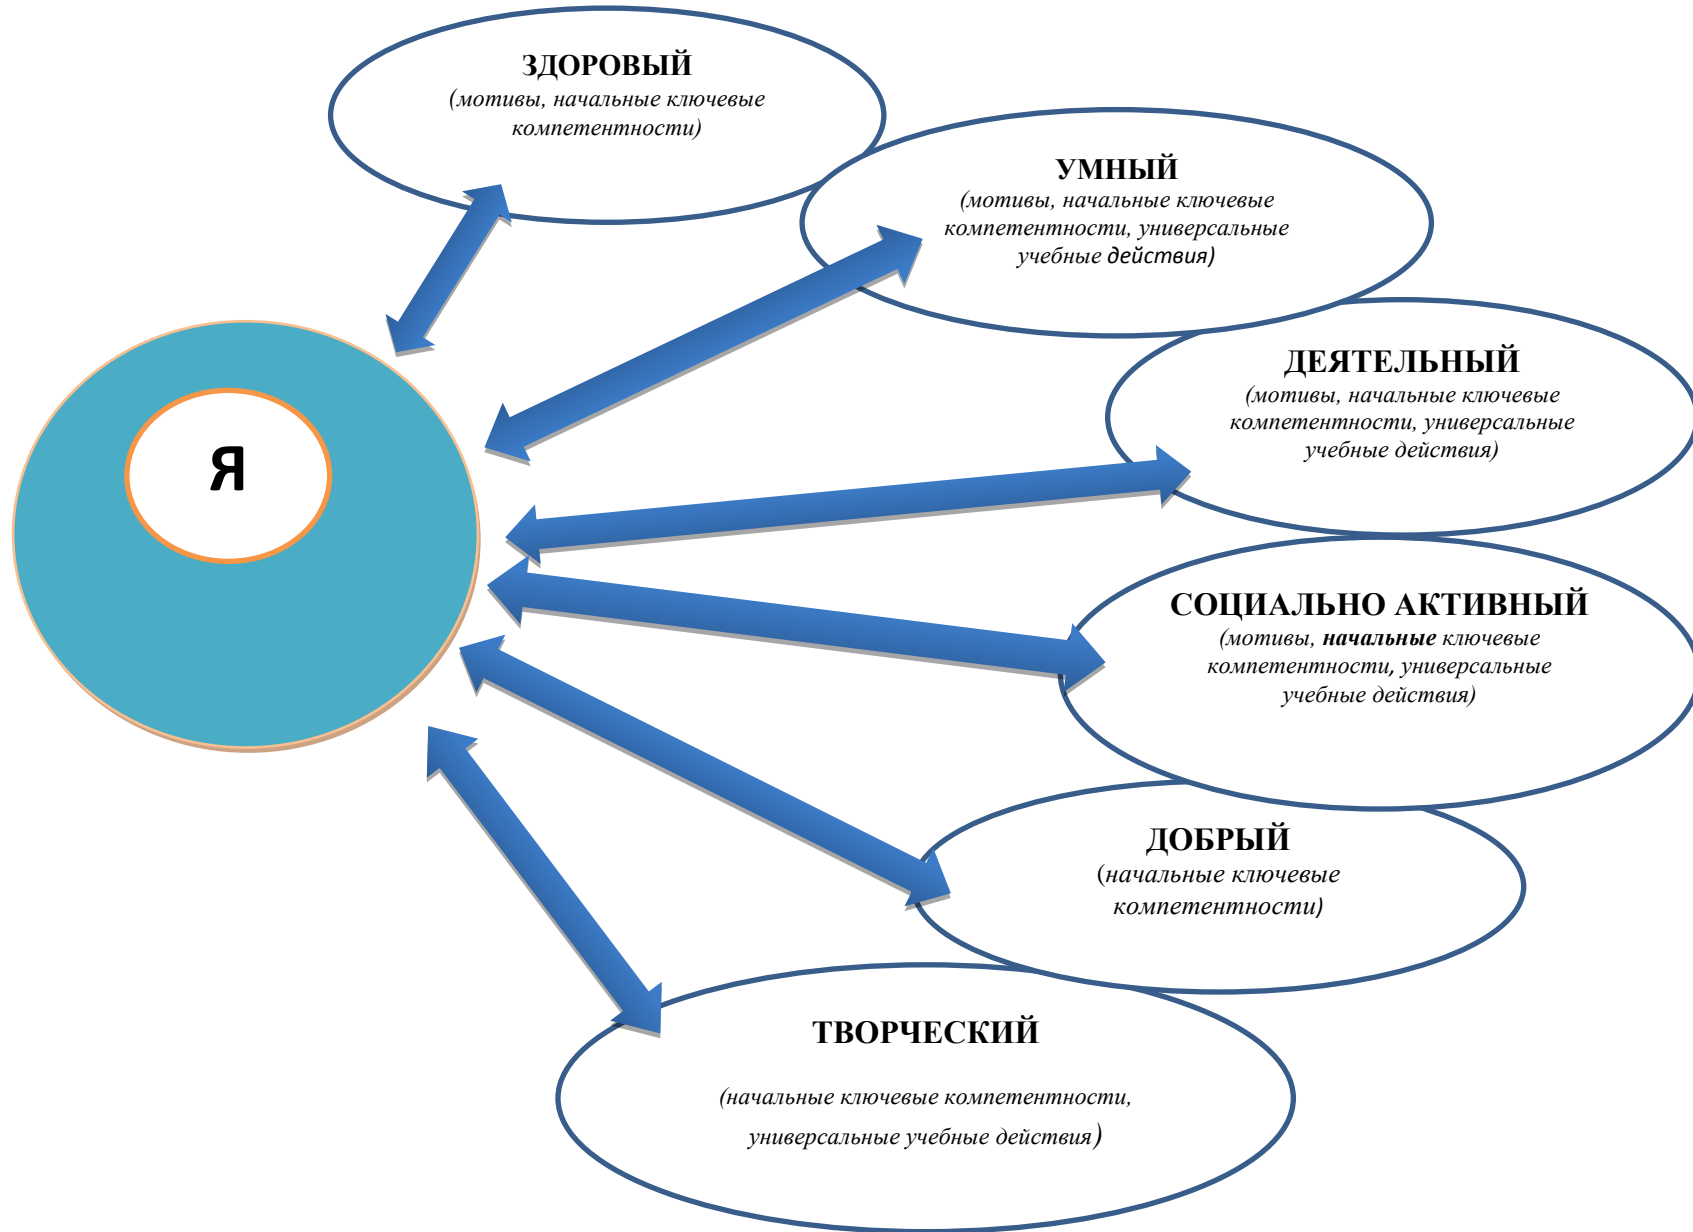 ЗДОРОВЫЙ
(мотивы, начальные ключевые
компетентности)
УМНЫЙ
(мотивы, начальные ключевые
компетентности, универсальные
учебные действия)
ДЕЯТЕЛЬНЫЙ
(мотивы, начальные ключевые
компетентности, универсальные
учебные действия)
Я
СОЦИАЛЬНО АКТИВНЫЙ
(мотивы, начальные ключевые
компетентности, универсальные
учебные действия)
ДОБРЫЙ
(начальные ключевые
компетентности)
ТВОРЧЕСКИЙ
(начальные ключевые компетентности,
универсальные учебные действия)